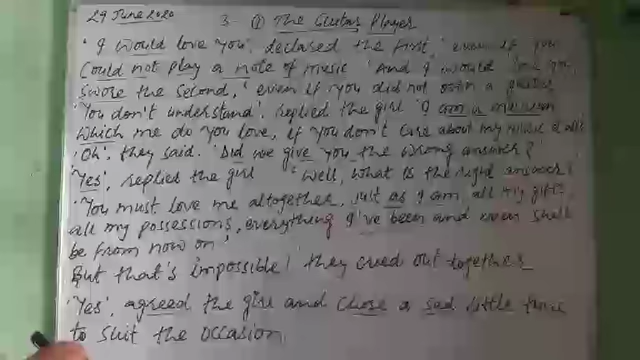 29 June 2020 3. ① The Guitar Player
'I would love you', declared the first, 'even if you
could not play a note of music 'And I would love you,
swore the second, 'even if you did not own a guitar
'You don't understand', replied the girl 'I am a musician
Which me do you love, if you don't care about my music at all?
'Oh', they said. 'Did we give you the wrong answer?
'Yes', replied the girl 'Well, what is the right answer?
'You must love me altogether, just as I am, all my gifts,
all my possessions, everything I've been and even shall
be from now on'
But that's impossible! they cried out together
'Yes', agreed the girl and chose a sad little tune
to suit the occasion.